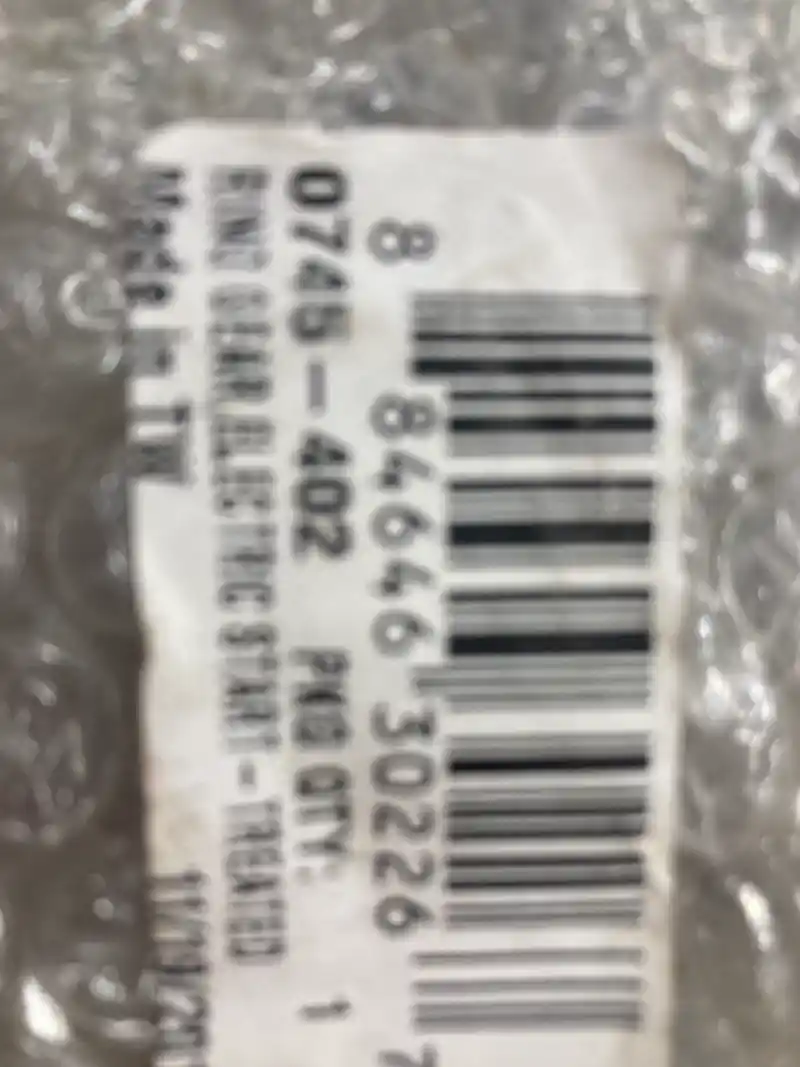 8 84646 30226 7
0745-402 PKG QTY: 1
RING GEAR, ELECTRIC START - TREATED
Made in TW